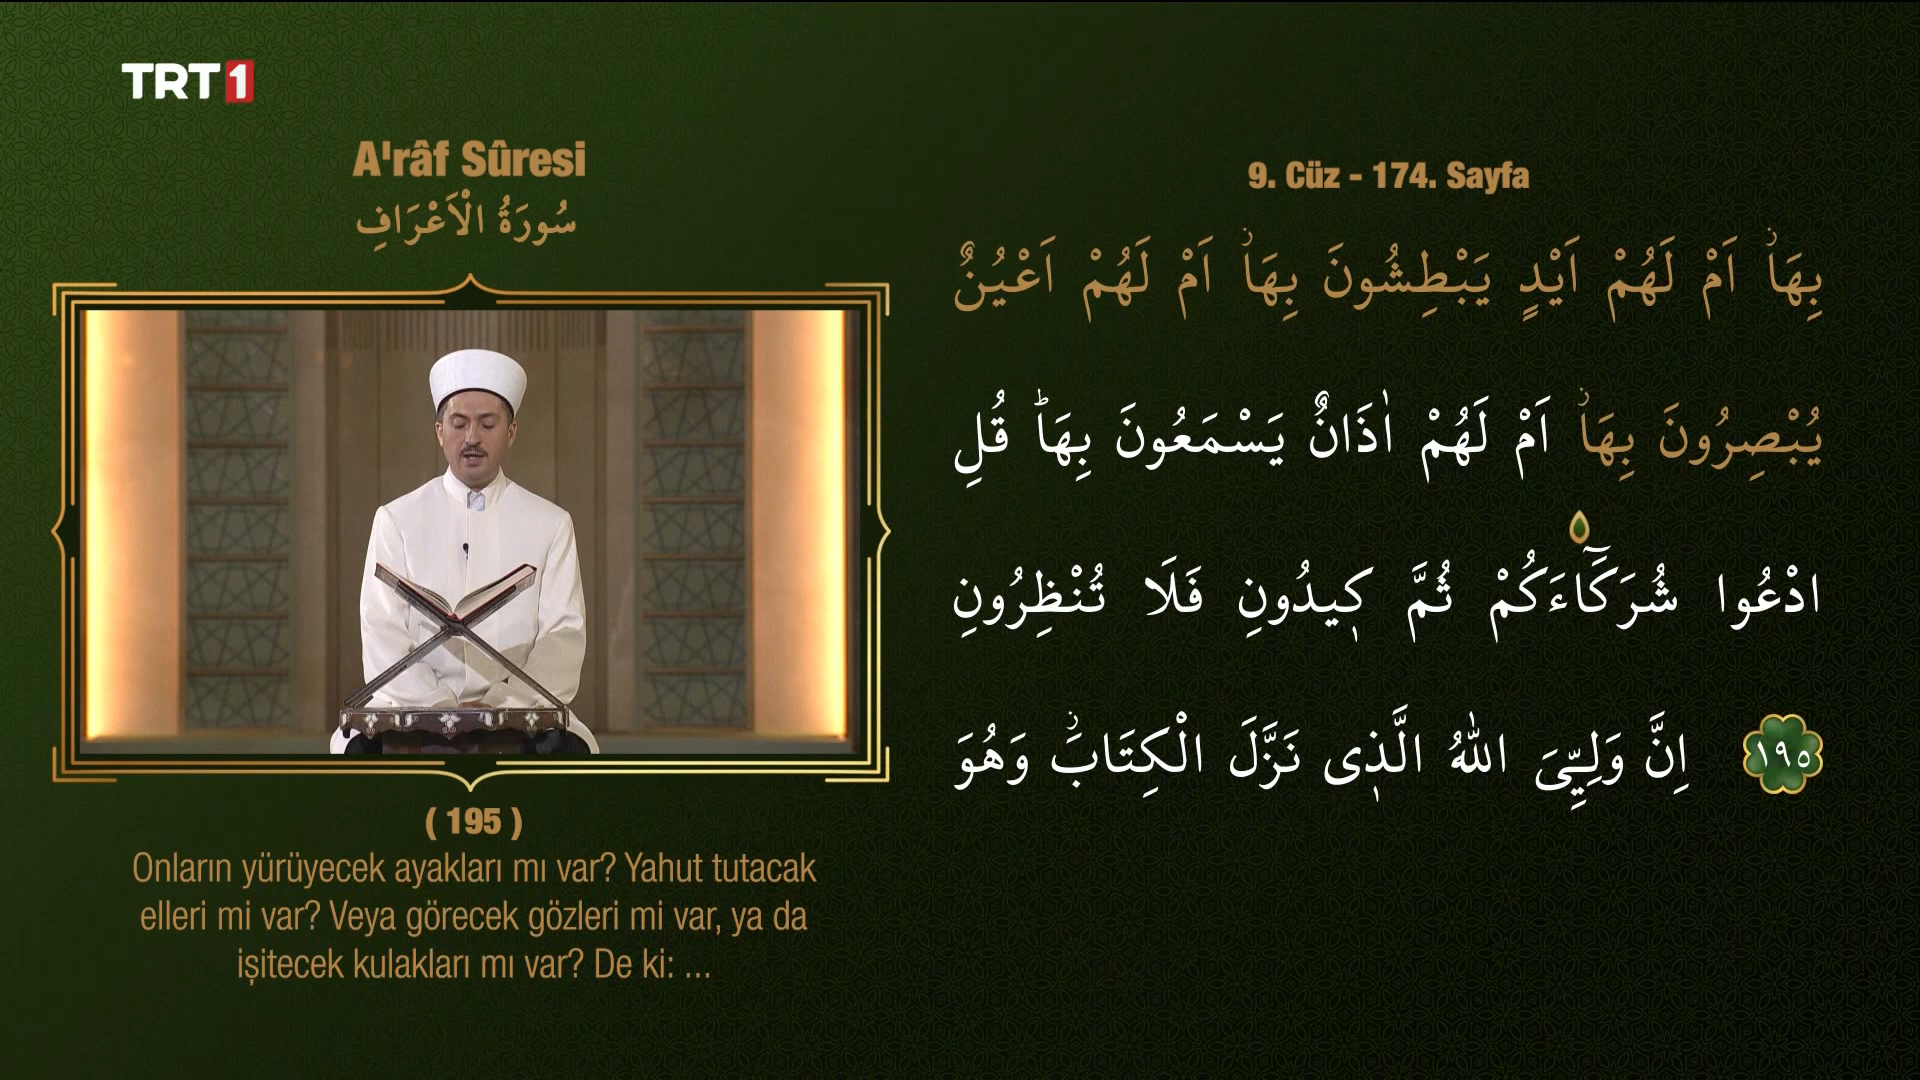 TRT 1
A'râf Sûresi
سُورَةُ الْاَعْرَافِ
9. Cüz - 174. Sayfa
بِهَاۘ اَمْ لَهُمْ اَيْدٍ يَبْطِشُونَ بِهَاۘ اَمْ لَهُمْ اَعْيُنٌ
يُبْصِرُونَ بِهَاۘ اَمْ لَهُمْ اٰذَانٌ يَسْمَعُونَ بِهَاۜ قُلِ
ادْعُوا شُرَكَٓاءَكُمْ ثُمَّ كٖيدُونِ فَلَا تُنْظِرُونِ
١٩٥ اِنَّ وَلِيِّيَ اللّٰهُ الَّذٖى نَزَّلَ الْكِتَابَۘ وَهُوَ
( 195 )
Onların yürüyecek ayakları mı var? Yahut tutacak
elleri mi var? Veya görecek gözleri mi var, ya da
işitecek kulakları mı var? De ki: ...